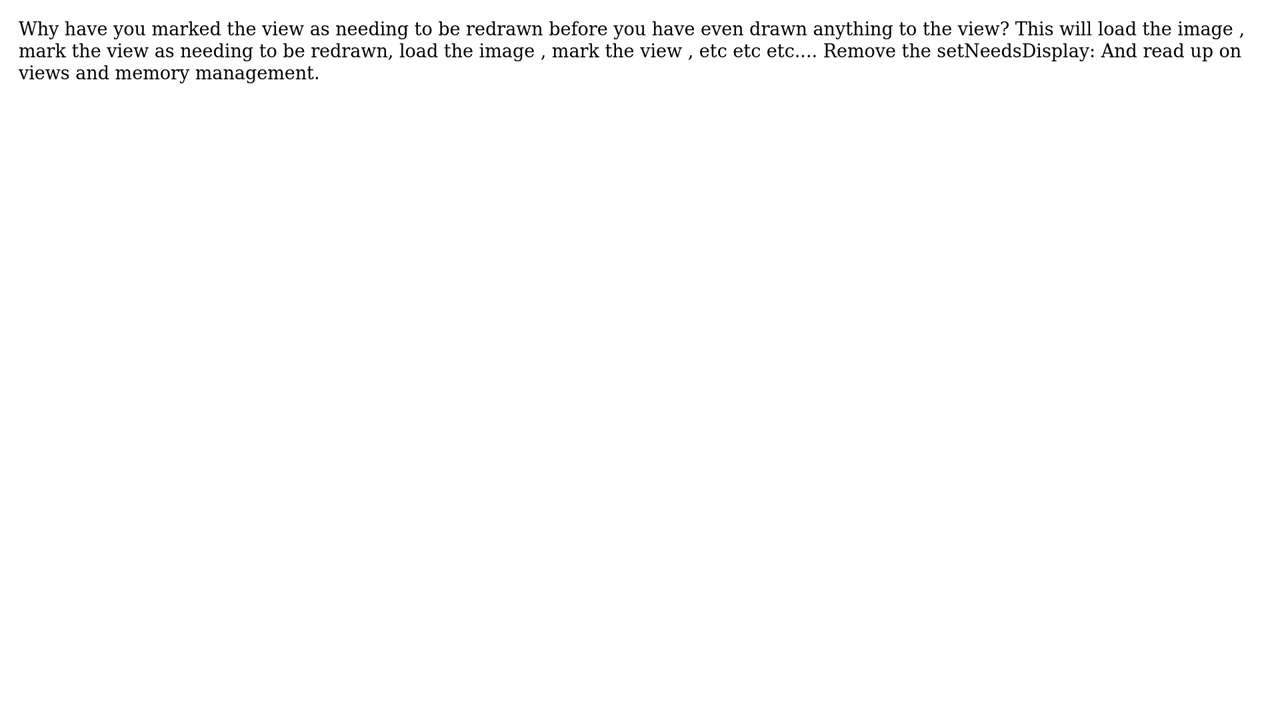 Why have you marked the view as needing to be redrawn before you have even drawn anything to the view? This will load the image ,
mark the view as needing to be redrawn, load the image , mark the view , etc etc etc.... Remove the setNeedsDisplay: And read up on
views and memory management.